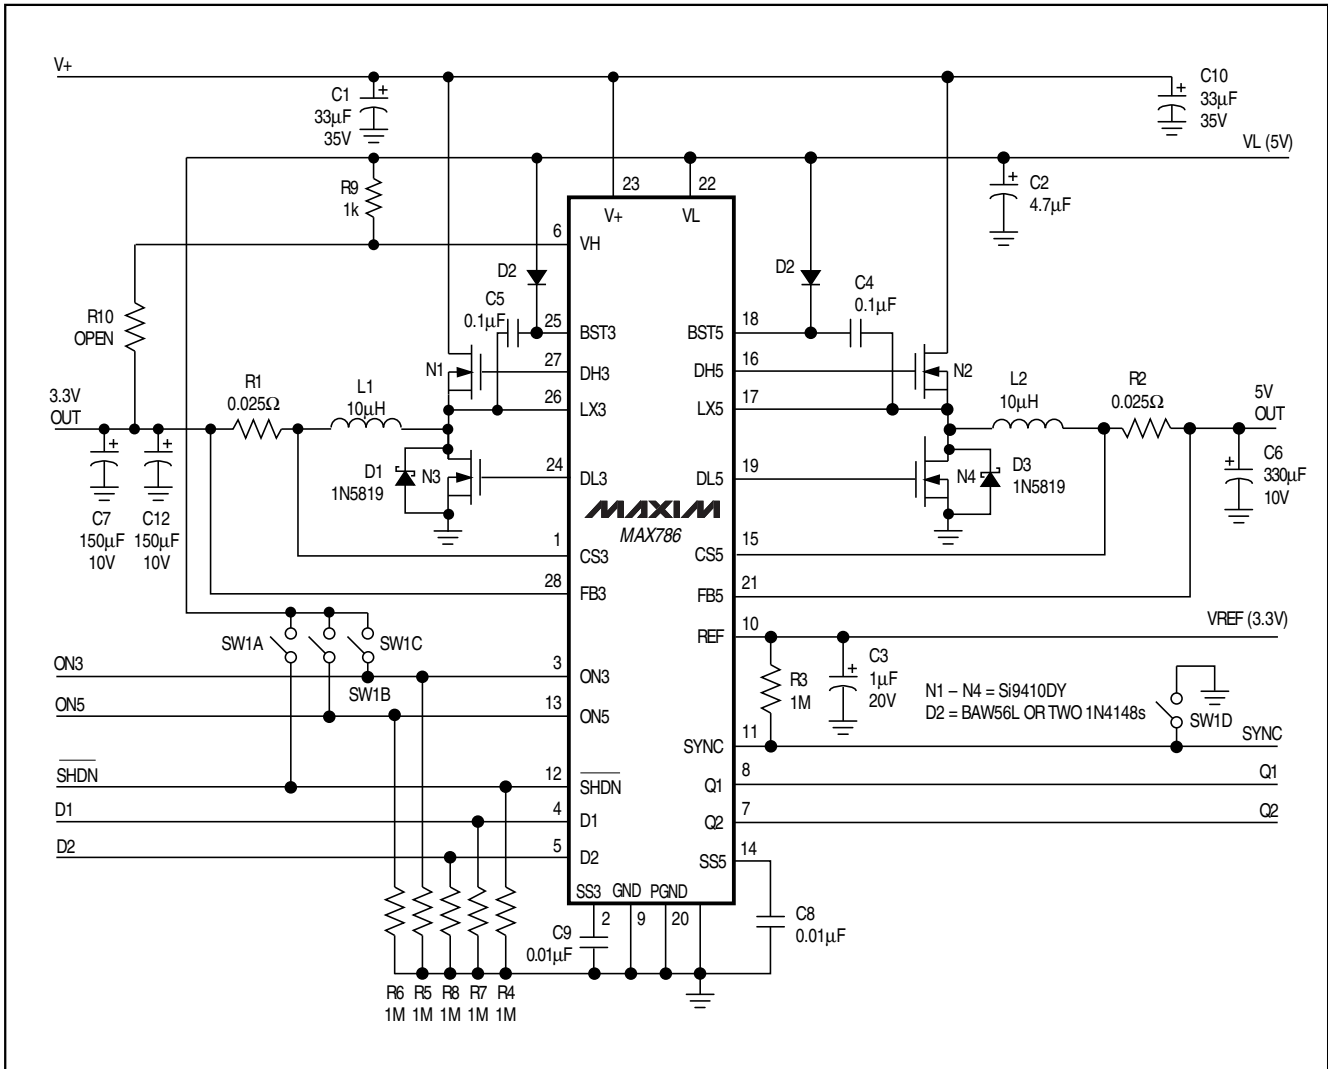 V+
C1
33µF
35V
C10
33µF
35V
VL (5V)
R9
1k
23
22
V+
VL
C2
4.7µF
6
VH
D2
D2
C5
0.1µF
C4
0.1µF
R10
OPEN
25
BST3
BST5
18
N1
27
DH3
DH5
16
N2
3.3V
OUT
R1
0.025Ω
L1
10µH
26
LX3
LX5
17
L2
10µH
R2
0.025Ω
5V
OUT
D1
1N5819
N3
24
DL3
DL5
19
N4
D3
1N5819
C6
330µF
10V
C7
150µF
10V
C12
150µF
10V
MAXIM
MAX786
1
CS3
CS5
15
28
FB3
FB5
21
REF
10
VREF (3.3V)
SW1A
SW1C
SW1B
ON3
3
ON3
R3
1M
C3
1µF
20V
N1 – N4 = Si9410DY
D2 = BAW56L OR TWO 1N4148s
SW1D
ON5
13
ON5
SYNC
11
SYNC
SHDN
12
SHDN
Q1
8
Q1
D1
4
D1
Q2
7
Q2
D2
5
D2
SS5
14
SS3
GND
PGND
2
9
20
C9
0.01µF
C8
0.01µF
R6
1M
R5
1M
R8
1M
R7
1M
R4
1M